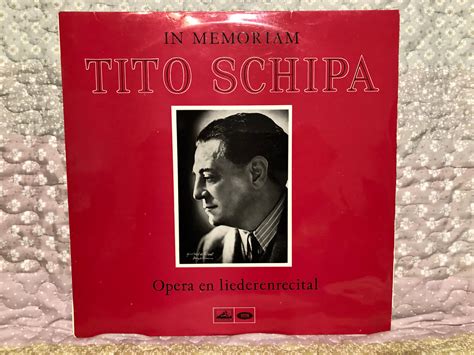 IN MEMORIAM
TITO SCHIPA
Opera en liederenrecital